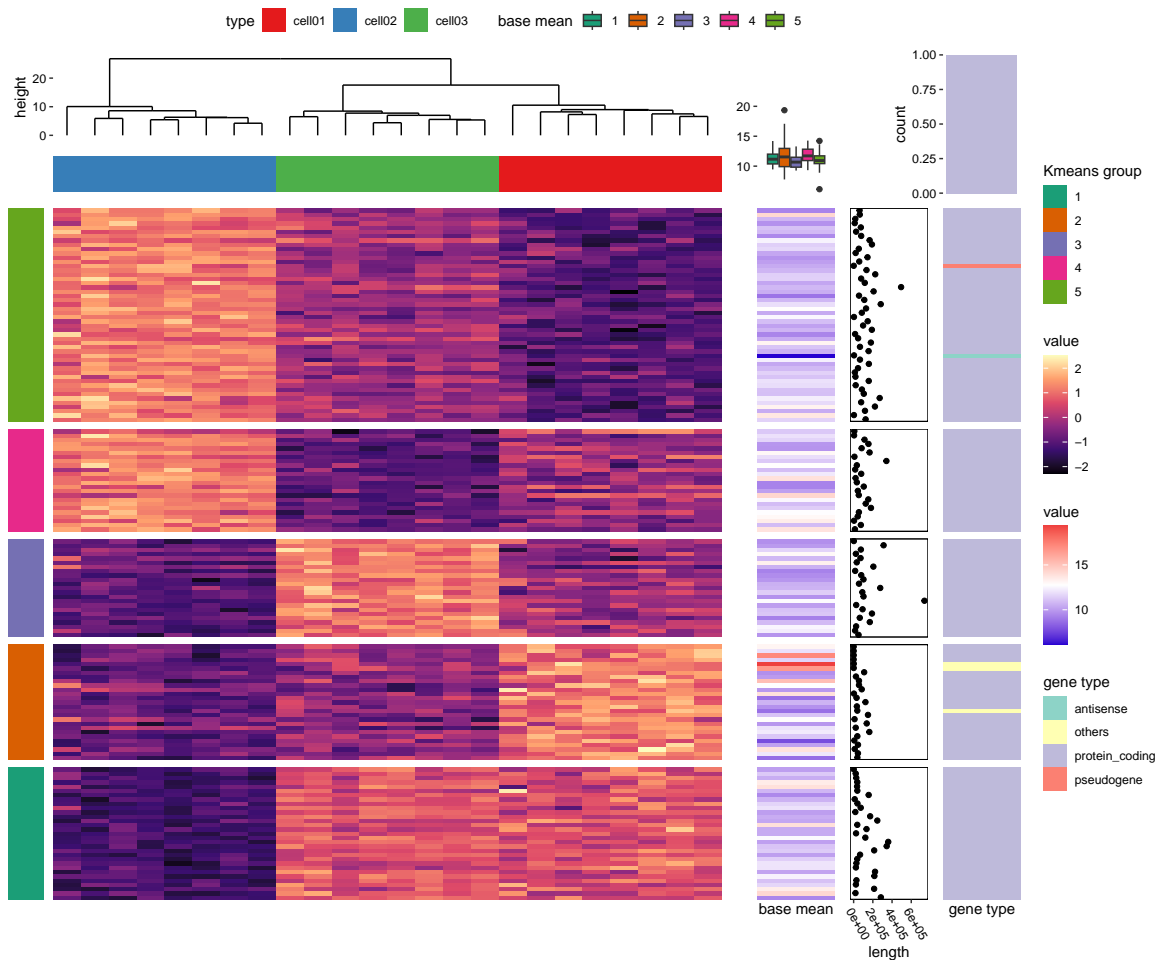 type cell01 cell02 cell03 base mean 1 2 3 4 5
height
20
10
0
20
15
10
count
1.00
0.75
0.50
0.25
0.00
Kmeans group
1
2
3
4
5
value
2
1
0
−1
−2
value
15
10
gene type
antisense
others
protein_coding
pseudogene
base mean
0e+00
2e+05
4e+05
6e+05
length
gene type